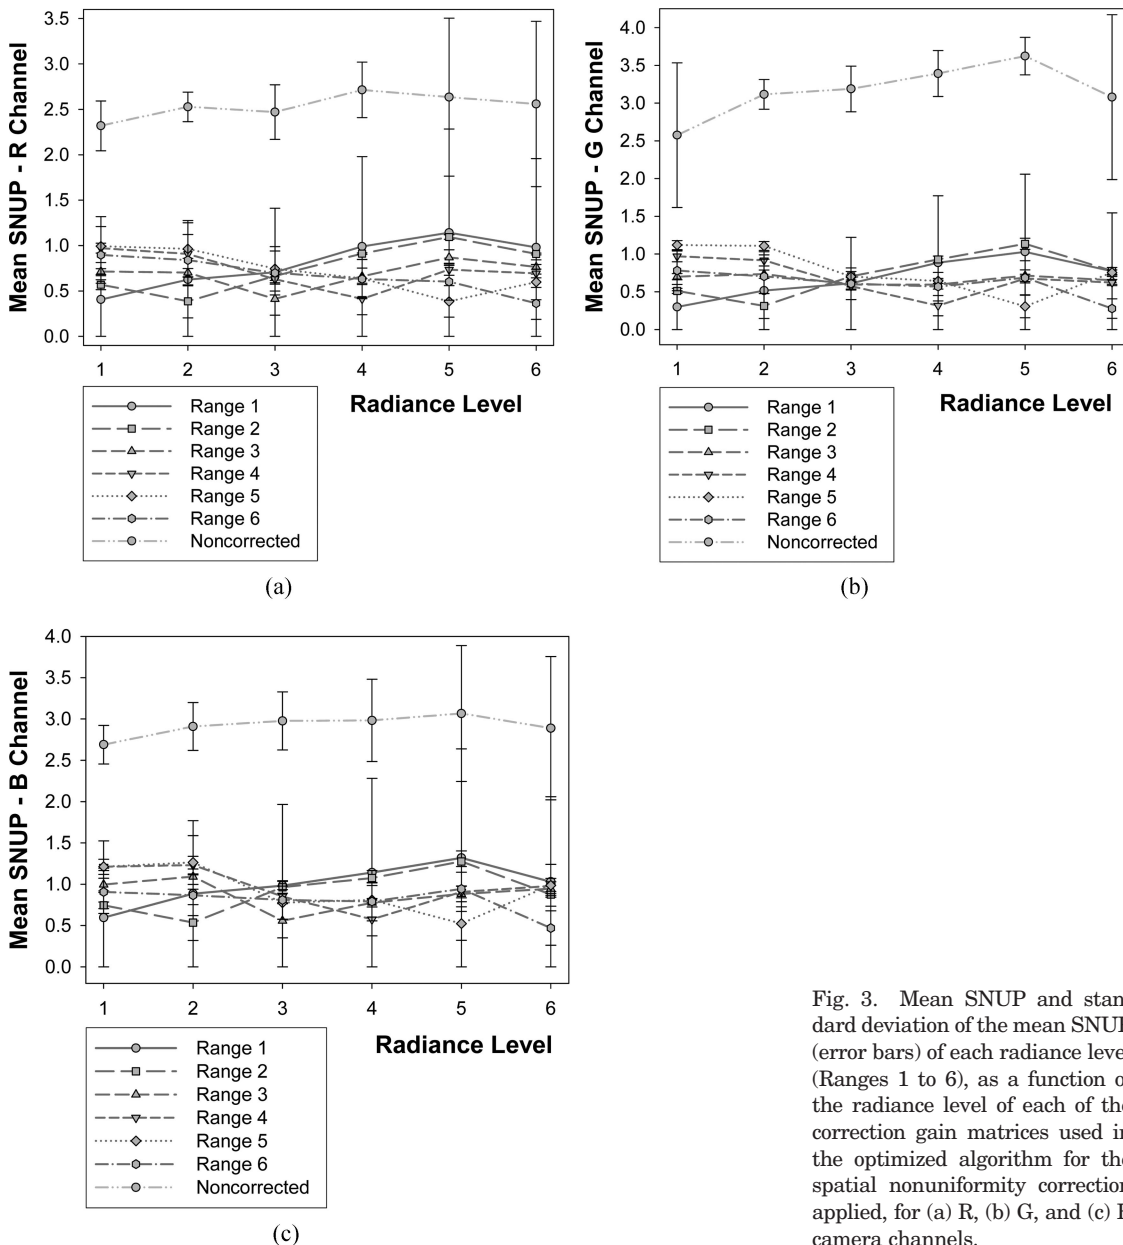 Mean SNUP - R Channel
3.5
3.0
2.5
2.0
1.5
1.0
0.5
0.0
1 2 3 4 5 6
Radiance Level
Range 1
Range 2
Range 3
Range 4
Range 5
Range 6
Noncorrected
(a)
Mean SNUP - G Channel
4.0
3.5
3.0
2.5
2.0
1.5
1.0
0.5
0.0
1 2 3 4 5 6
Radiance Level
Range 1
Range 2
Range 3
Range 4
Range 5
Range 6
Noncorrected
(b)
Mean SNUP - B Channel
4.0
3.5
3.0
2.5
2.0
1.5
1.0
0.5
0.0
1 2 3 4 5 6
Radiance Level
Range 1
Range 2
Range 3
Range 4
Range 5
Range 6
Noncorrected
(c)
Fig. 3. Mean SNUP and stan
dard deviation of the mean SNUP
(error bars) of each radiance level
(Ranges 1 to 6), as a function o
the radiance level of each of the
correction gain matrices used in
the optimized algorithm for the
spatial nonuniformity correction
applied, for (a) R, (b) G, and (c) B
camera channels.